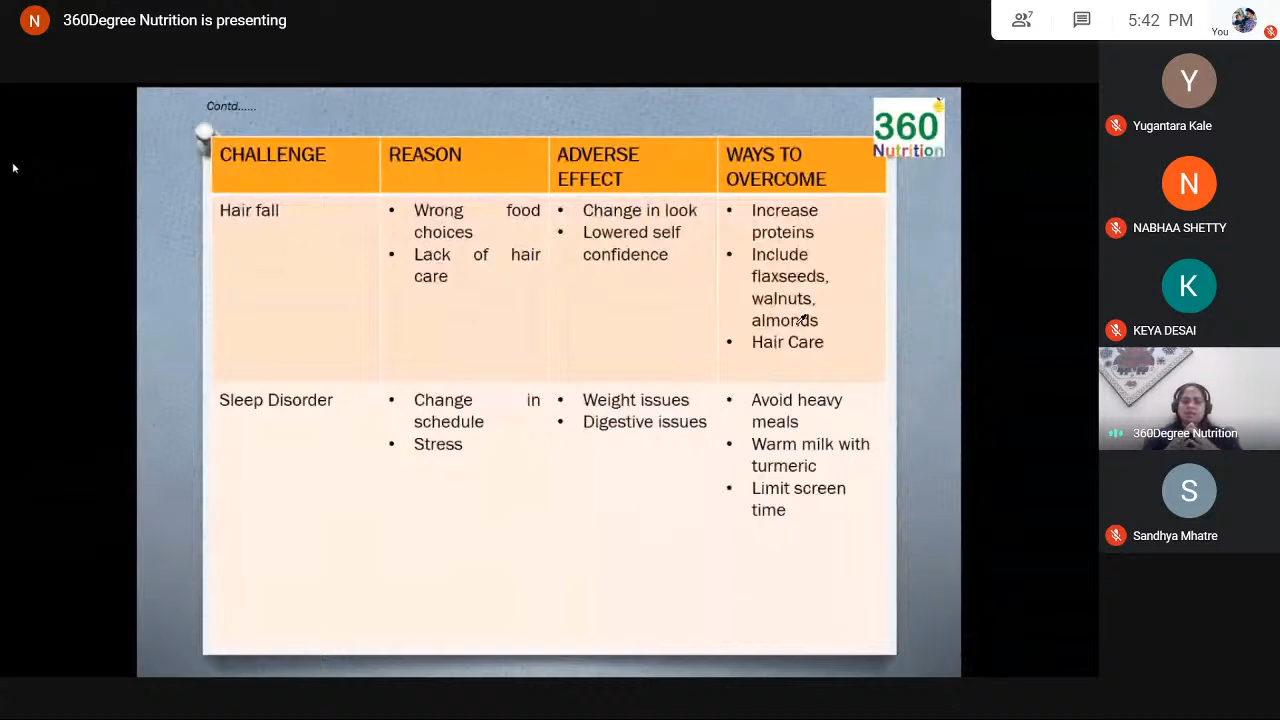 N
360Degree Nutrition is presenting
7
5:42 PM
You
Contd......
360
Nutrition
CHALLENGE
REASON
ADVERSE
EFFECT
WAYS TO
OVERCOME
Hair fall
• Wrong food
choices
• Lack of hair
care
• Change in look
• Lowered self
confidence
• Increase
proteins
• Include
flaxseeds,
walnuts,
almonds
• Hair Care
Sleep Disorder
• Change in
schedule
• Stress
• Weight issues
• Digestive issues
• Avoid heavy
meals
• Warm milk with
turmeric
• Limit screen
time
Y
Yugantara Kale
N
NABHAA SHETTY
K
KEYA DESAI
360Degree Nutrition
S
Sandhya Mhatre